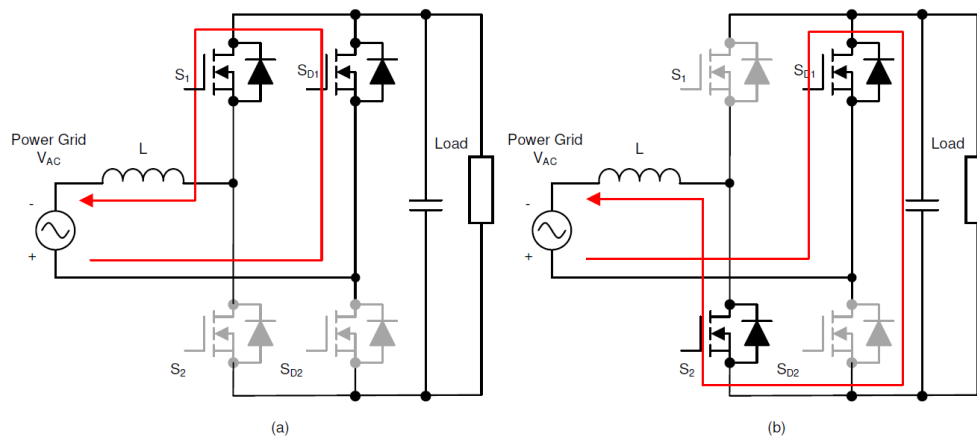 S1
SD1
Power Grid
VAC
L
Load
-
+
S2
SD2
(a)
S1
SD1
Power Grid
VAC
L
Load
-
+
S2
SD2
(b)